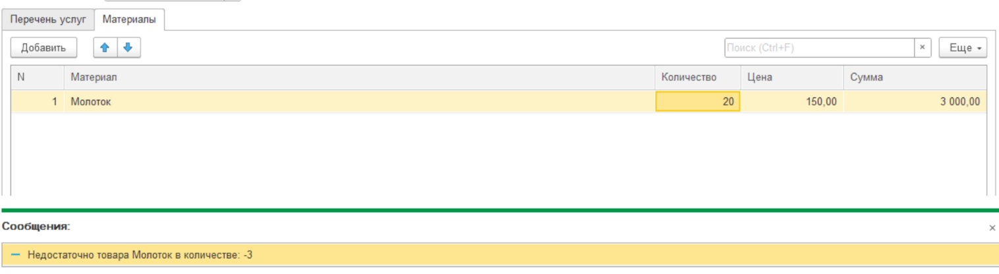 Перечень услуг Материалы
Добавить Поиск (Ctrl+F) × Еще
N Материал Количество Цена Сумма
1 Молоток 20 150,00 3 000,00
Сообщения: ×
Недостаточно товара Молоток в количестве: -3